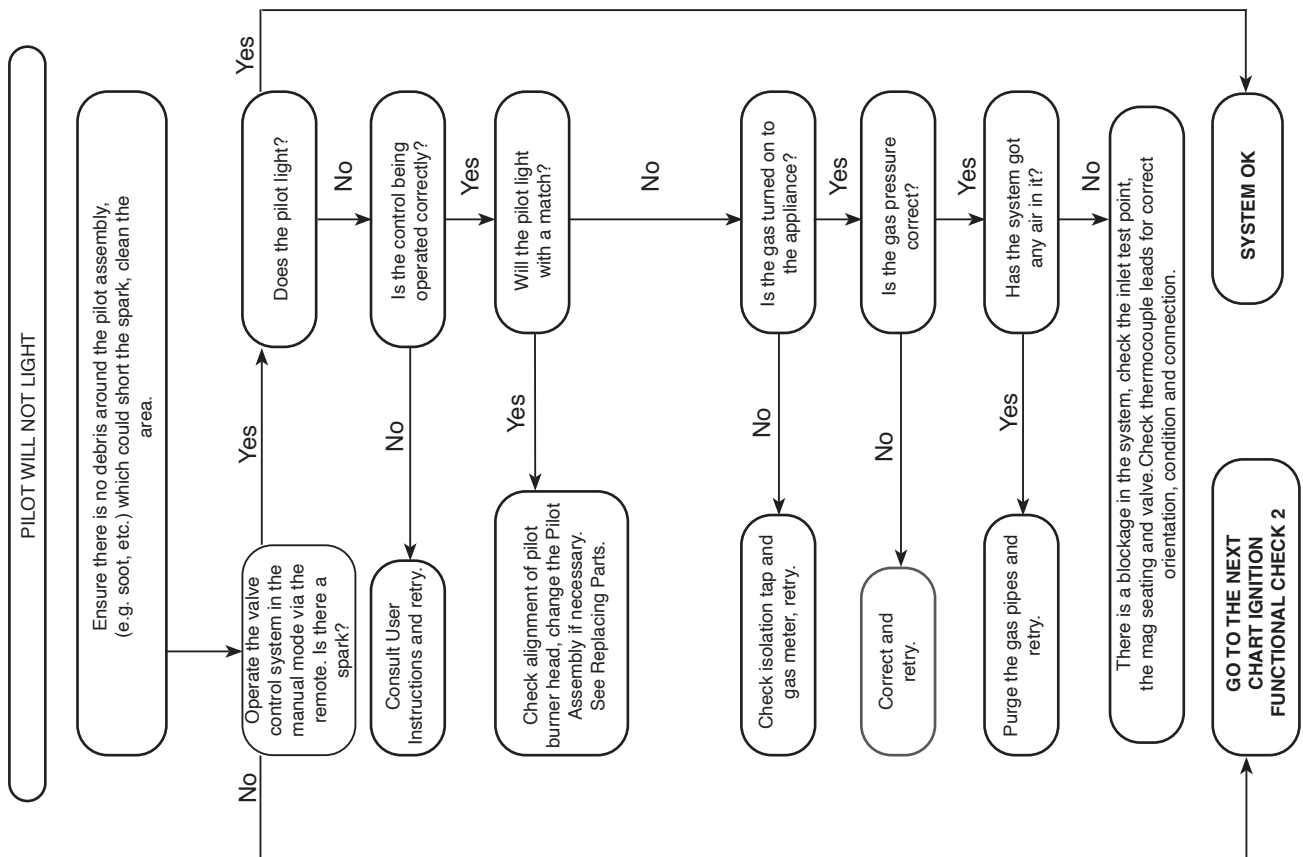 PILOT WILL NOT LIGHT
Ensure there is no debris around the pilot assembly,
(e.g. soot, etc.) which could short the spark, clean the
area.
Operate the valve
control system in the
manual mode via the
remote. Is there a
spark?
Yes
No
Does the pilot light?
Yes
No
Is the control being
operated correctly?
No
Consult User
Instructions and retry.
Yes
Will the pilot light
with a match?
Yes
Check alignment of pilot
burner head, change the Pilot
Assembly if necessary.
See Replacing Parts.
No
Is the gas turned on to
the appliance?
No
Check isolation tap and
gas meter, retry.
Yes
Is the gas pressure
correct?
No
Correct and
retry.
Yes
Has the system got
any air in it?
Yes
Purge the gas pipes and
retry.
No
There is a blockage in the system, check the inlet test point,
the mag seating and valve.Check thermocouple leads for correct
orientation, condition and connection.
GO TO THE NEXT
CHART IGNITION
FUNCTIONAL CHECK 2
SYSTEM OK